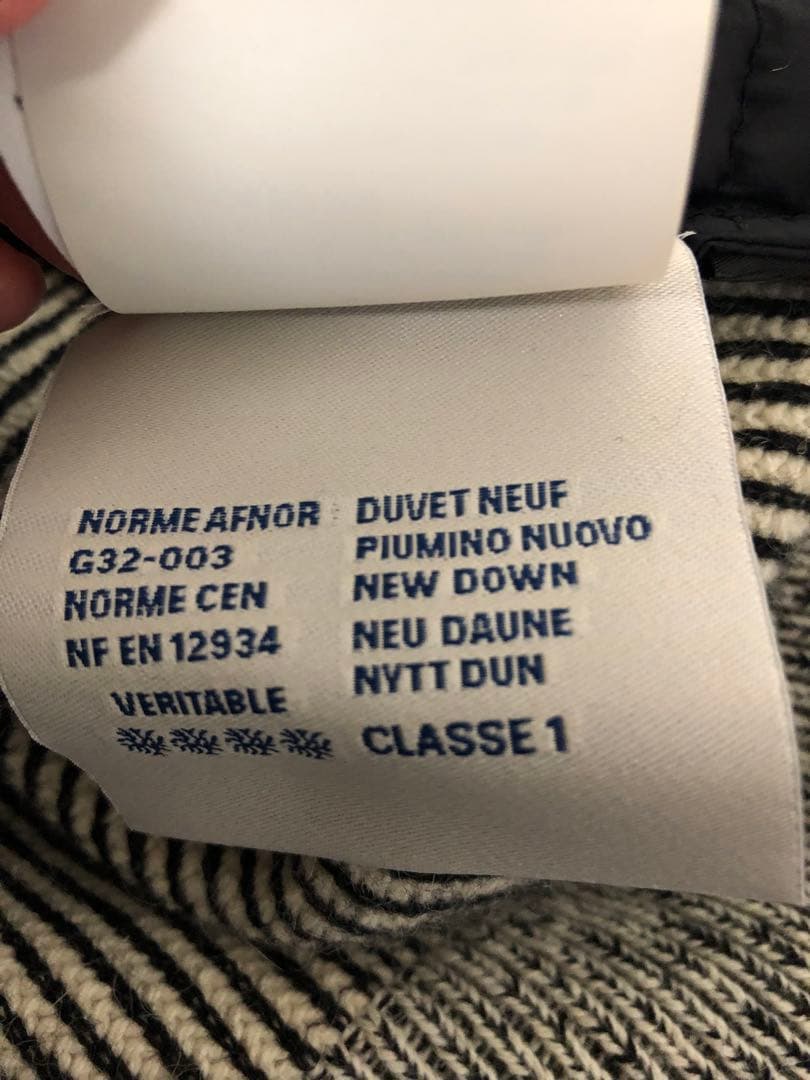 NORME AFNOR
G32-003
NORME CEN
NF EN 12934
VERITABLE
DUVET NEUF
PIUMINO NUOVO
NEW DOWN
NEU DAUNE
NYTT DUN
CLASSE 1